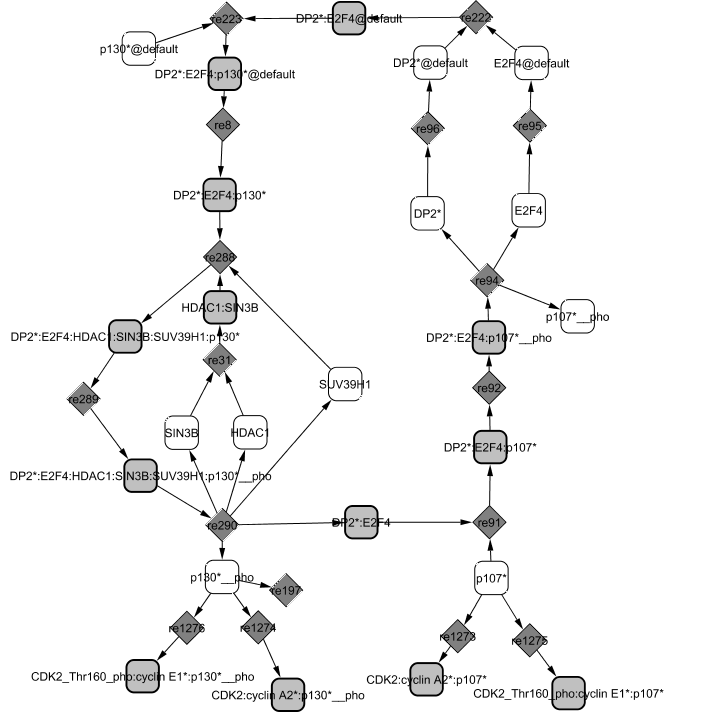 re223
DP2*:E2F4@default
re222
p130*@default
DP2*@default
E2F4@default
DP2*:E2F4:p130*@default
re8
re96
re95
DP2*:E2F4:p130*
DP2*
E2F4
re288
re94
HDAC1:SIN3B
p107*__pho
DP2*:E2F4:HDAC1:SIN3B:SUV39H1:p130*
DP2*:E2F4:p107*__pho
re31
SUV39H1
re92
re289
SIN3B
HDAC1
DP2*:E2F4:p107*
DP2*:E2F4:HDAC1:SIN3B:SUV39H1:p130*__pho
re290
DP2*:E2F4
re91
p130*__pho
p107*
re197
re1276
re1274
re1273
re1275
CDK2_Thr160_pho:cyclin E1*:p130*__pho
CDK2:cyclin A2*:p107*
CDK2:cyclin A2*:p130*__pho
CDK2_Thr160_pho:cyclin E1*:p107*